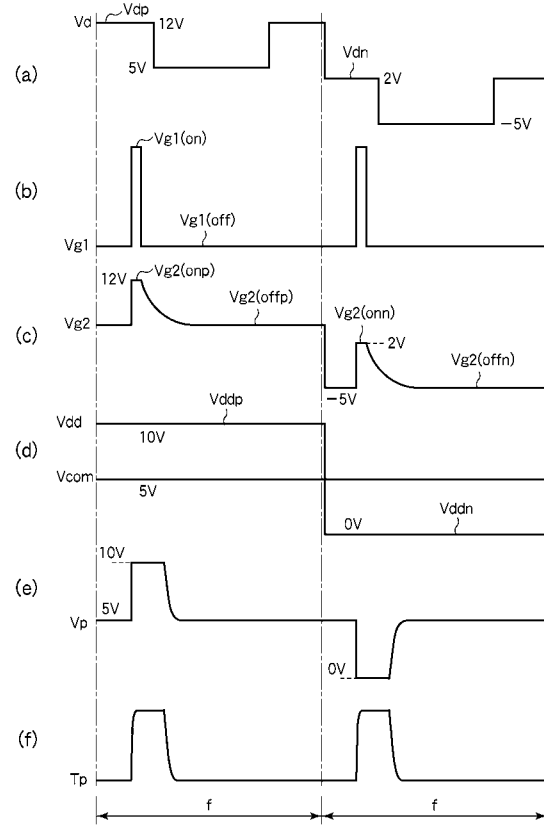 Vd
Vdp
12V
5V
Vdn
2V
−5V
(a)
Vg1(on)
(b)
Vg1(off)
Vg1
12V
Vg2(onp)
Vg2(offp)
Vg2(onn)
2V
(c)
Vg2
Vg2(offn)
−5V
Vddp
Vdd
10V
(d)
Vcom
5V
0V
Vddn
10V
(e)
5V
Vp
0V
(f)
Tp
f
f